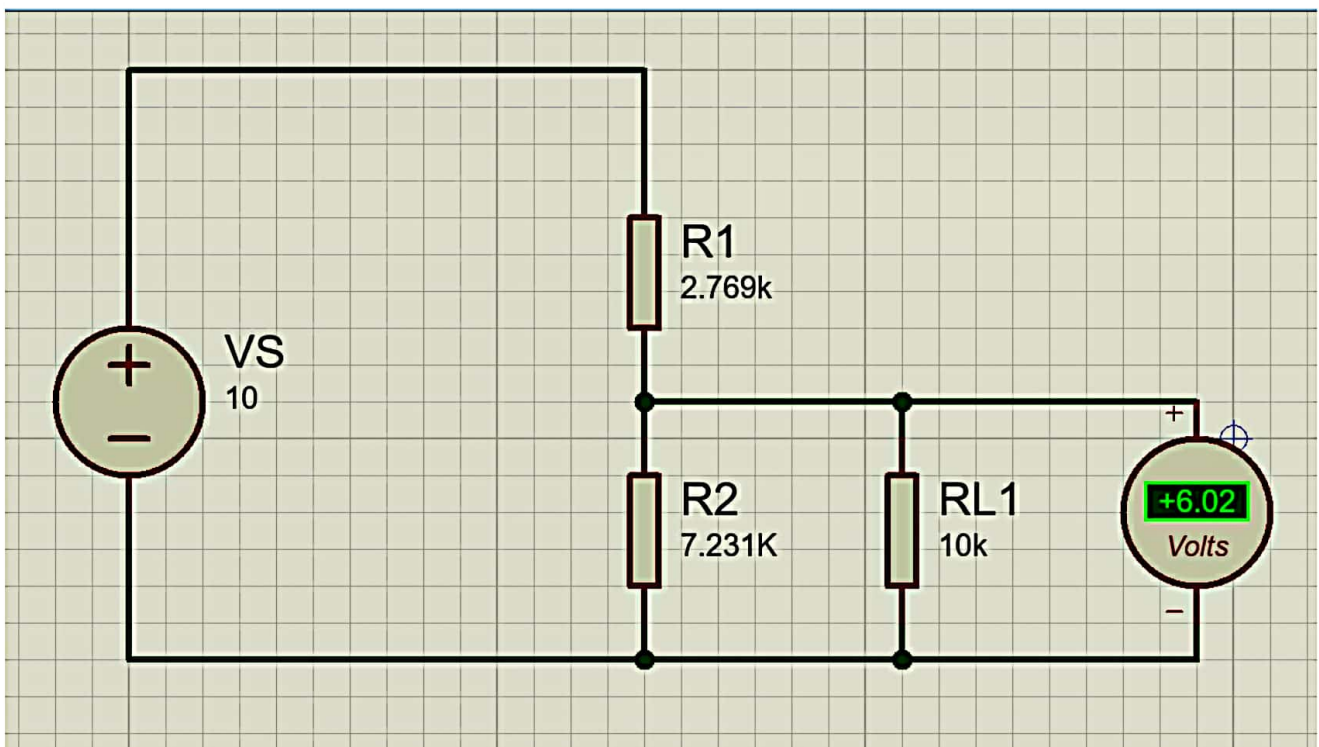 R1
2.769k
VS
10
+
−
+
R2
7.231K
RL1
10k
+6.02
Volts
−